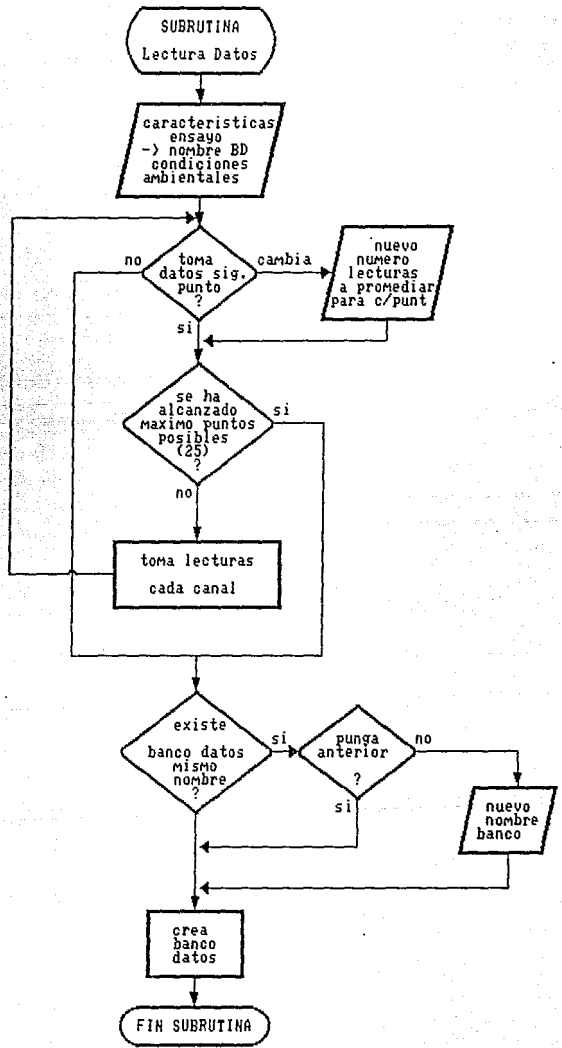 SUBRUTINA
Lectura Datos
caracteristicas
ensayo
-> nombre BD
condiciones
ambientales
no
toma
datos sig.
punto
?
cambia
nuevo
numero
lecturas
a promediar
para c/punt
si
se ha
alcanzado
maximo puntos
posibles
(25)
?
si
no
toma lecturas
cada canal
existe
banco datos
mismo
nombre
?
si
punga
anterior
?
no
si
nuevo
nombre
banco
crea
banco
datos
FIN SUBRUTINA